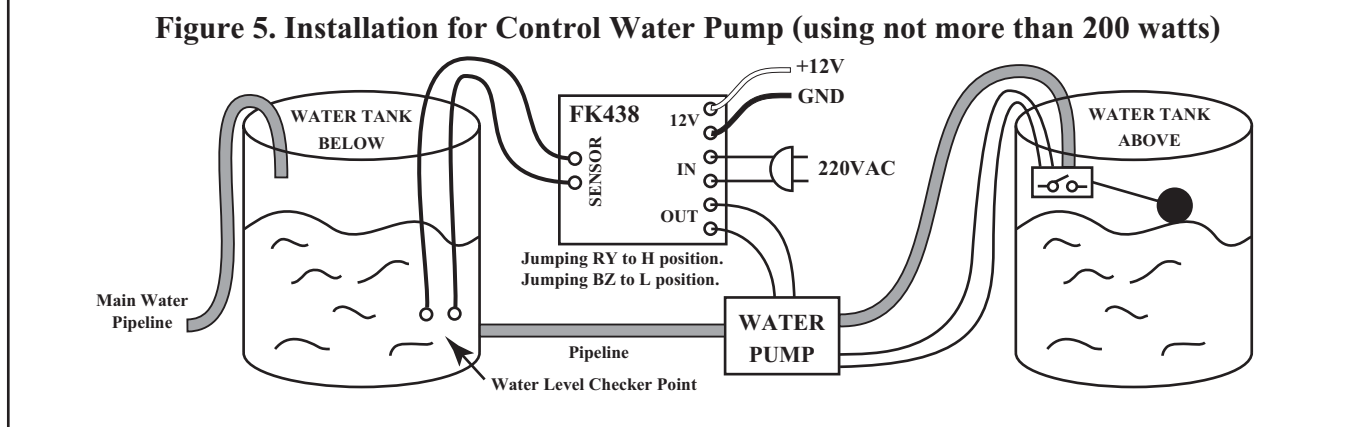 Figure 5. Installation for Control Water Pump (using not more than 200 watts)
WATER TANK
BELOW
FK438
SENSOR
12V
+12V
GND
IN
220VAC
OUT
WATER TANK
ABOVE
Jumping RY to H position.
Jumping BZ to L position.
Main Water
Pipeline
WATER
PUMP
Pipeline
Water Level Checker Point